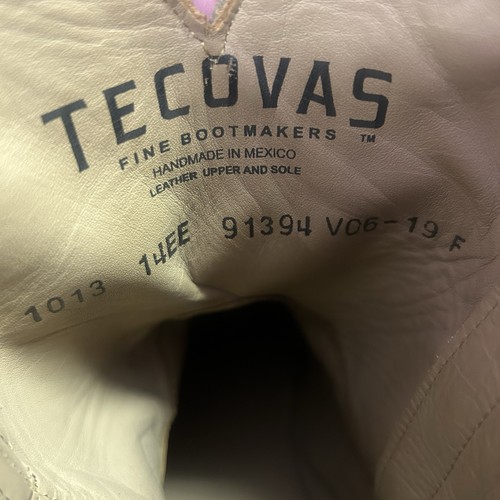 TECOVAS
FINE BOOTMAKERS ™
HANDMADE IN MEXICO
LEATHER UPPER AND SOLE
1013 14EE 91394 V06-19 F